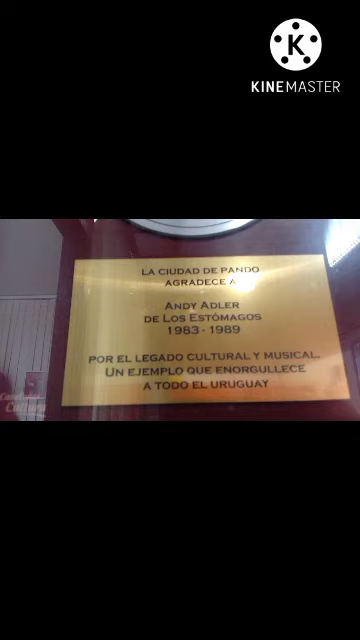 KINEMASTER
LA CIUDAD DE PANDO
AGRADECE A
ANDY ADLER
DE LOS ESTÓMAGOS
1983 - 1989
POR EL LEGADO CULTURAL Y MUSICAL.
UN EJEMPLO QUE ENORGULLECE
A TODO EL URUGUAY
Cultura